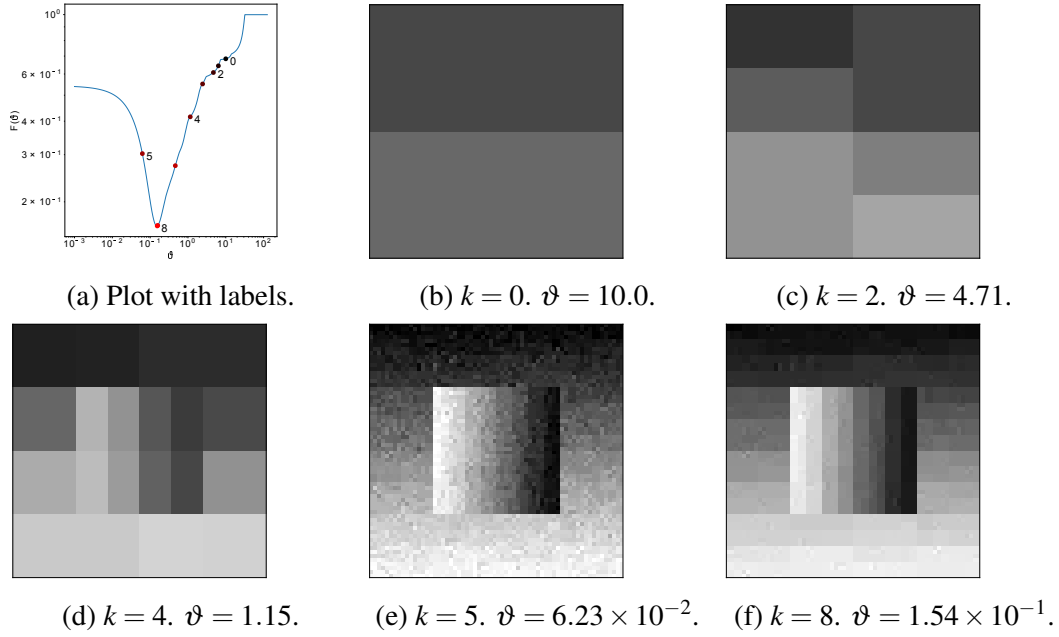 10⁰
6 × 10⁻¹
4 × 10⁻¹
3 × 10⁻¹
2 × 10⁻¹
F(ϑ)
0
2
4
5
8
10⁻³ 10⁻² 10⁻¹ 10⁰ 10¹ 10²
ϑ
(a) Plot with labels.
(b) k = 0. ϑ = 10.0.
(c) k = 2. ϑ = 4.71.
(d) k = 4. ϑ = 1.15.
(e) k = 5. ϑ = 6.23 × 10⁻².
(f) k = 8. ϑ = 1.54 × 10⁻¹.